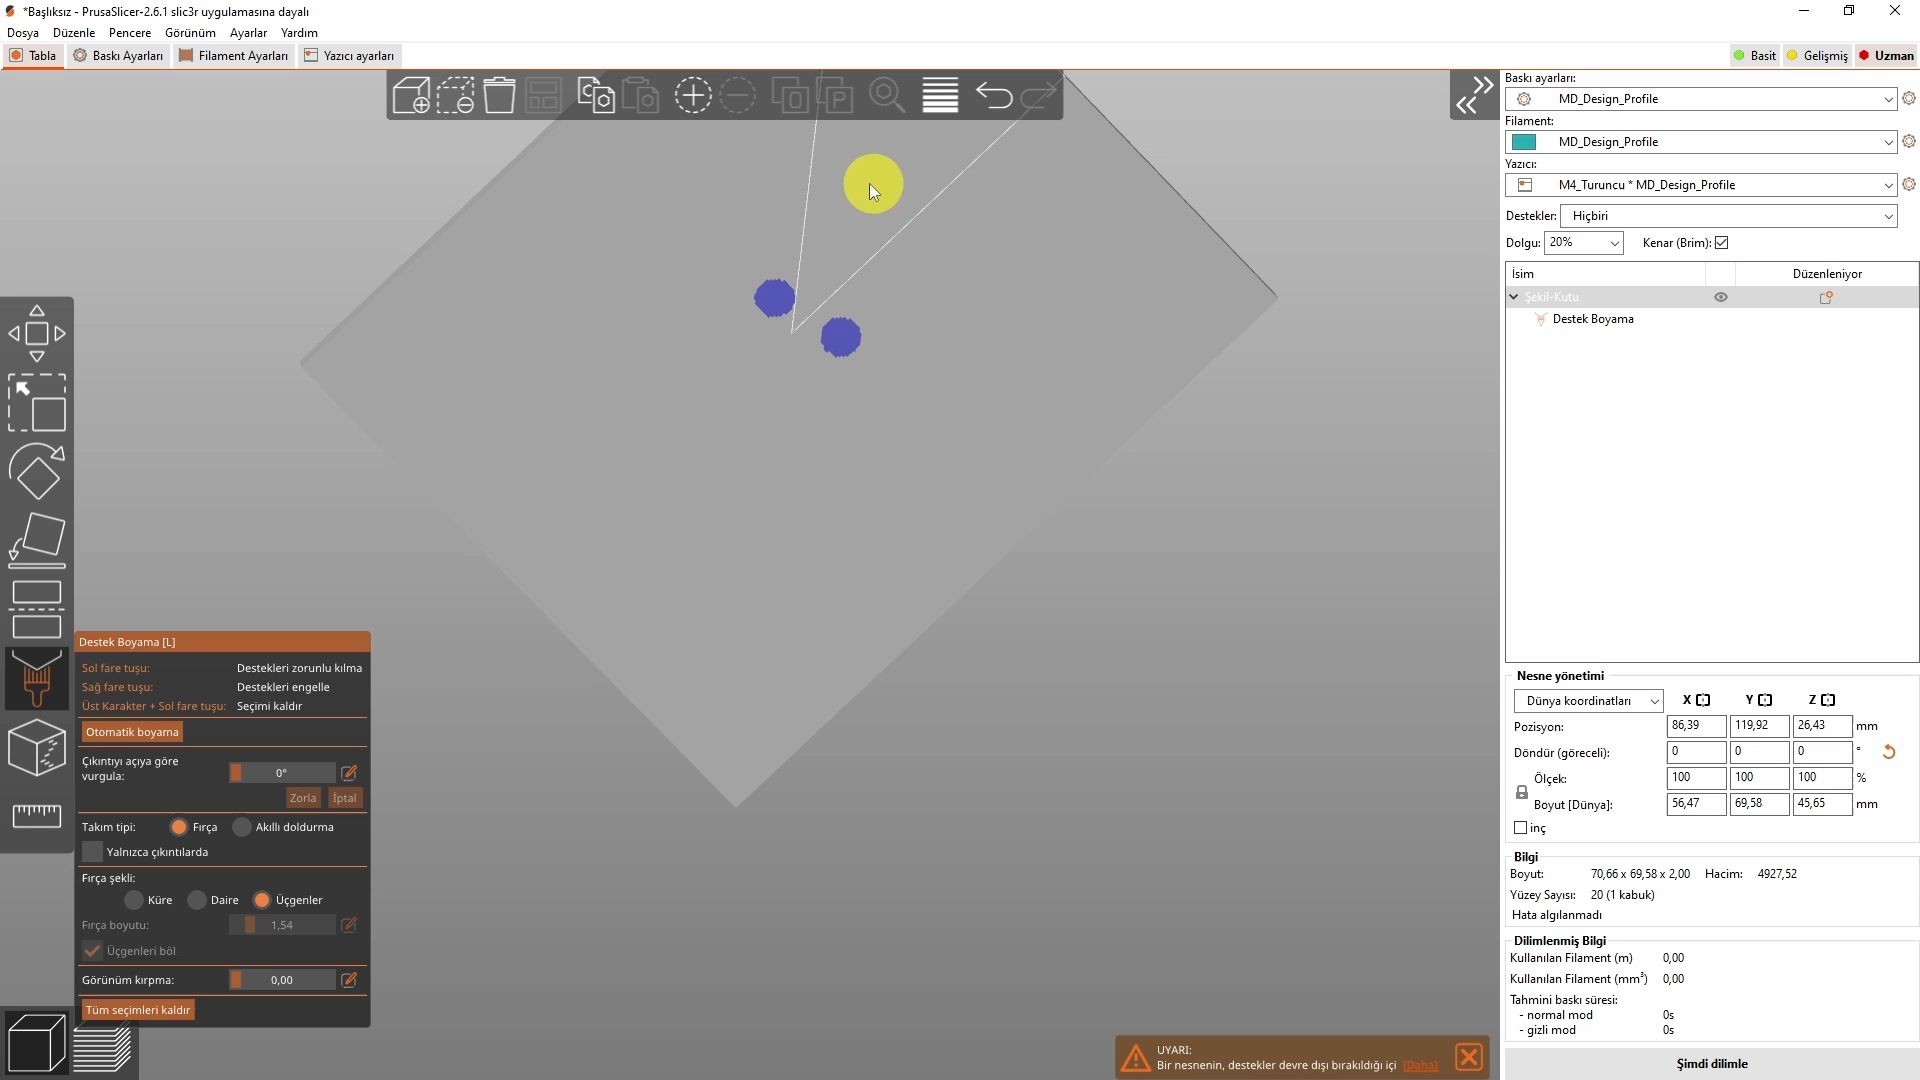 *Başlıksız - PrusaSlicer-2.6.1 slic3r uygulamasına dayalı
Dosya Düzenle Pencere Görünüm Ayarlar Yardım
Tabla Baskı Ayarları Filament Ayarları Yazıcı ayarları
Basit Gelişmiş Uzman
Baskı ayarları:
MD_Design_Profile
Filament:
MD_Design_Profile
Yazıcı:
M4_Turuncu * MD_Design_Profile
Destekler: Hiçbiri
Dolgu: 20% Kenar (Brim):
İsim Düzenleniyor
Şekil-Kutu
Destek Boyama
Destek Boyama [L]
Sol fare tuşu: Destekleri zorunlu kılma
Sağ fare tuşu: Destekleri engelle
Üst Karakter + Sol fare tuşu: Seçimi kaldır
Otomatik boyama
Çıkıntıyı açıya göre
vurgula: 0°
Zorla İptal
Takım tipi: Fırça Akıllı doldurma
Yalnızca çıkıntılarda
Fırça şekli:
Küre Daire Üçgenler
Fırça boyutu: 1,54
Üçgenleri böl
Görünüm kırpma: 0,00
Tüm seçimleri kaldır
Nesne yönetimi
Dünya koordinatları X Y Z
Pozisyon: 86,39 119,92 26,43 mm
Döndür (göreceli): 0 0 0 °
Ölçek: 100 100 100 %
Boyut [Dünya]: 56,47 69,58 45,65 mm
inç
Bilgi
Boyut: 70,66 x 69,58 x 2,00 Hacim: 4927,52
Yüzey Sayısı: 20 (1 kabuk)
Hata algılanmadı
Dilimlenmiş Bilgi
Kullanılan Filament (m) 0,00
Kullanılan Filament (mm³) 0,00
Tahmini baskı süresi:
- normal mod 0s
- gizli mod 0s
Şimdi dilimle
UYARI:
Bir nesnenin, destekler devre dışı bırakıldığı içi (Daha)